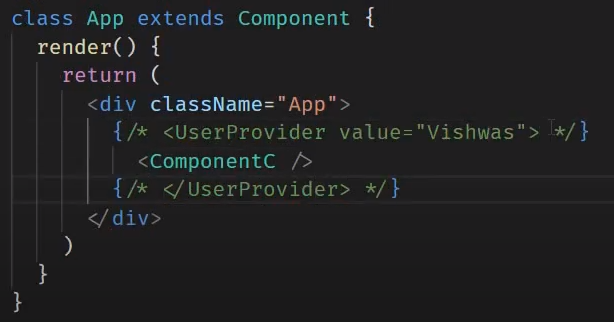 class App extends Component {
render() {
return (
<div className="App">
{/* <UserProvider value="Vishwas"> */}
<ComponentC />
{/* </UserProvider> */}
</div>
)
}
}